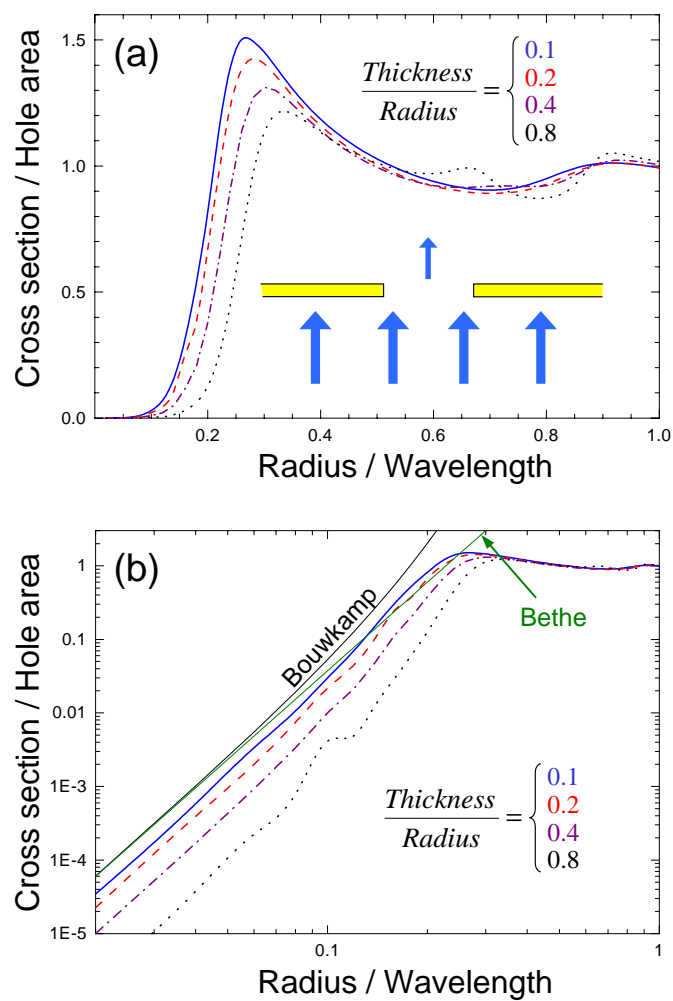 (a)
Thickness
Radius
=
0.1
0.2
0.4
0.8
1.5
1.0
0.5
0.0
Cross section / Hole area
0.2 0.4 0.6 0.8 1.0
Radius / Wavelength
(b)
Bouwkamp
Bethe
Thickness
Radius
=
0.1
0.2
0.4
0.8
1
0.1
0.01
1E-3
1E-4
1E-5
Cross section / Hole area
0.1 1
Radius / Wavelength